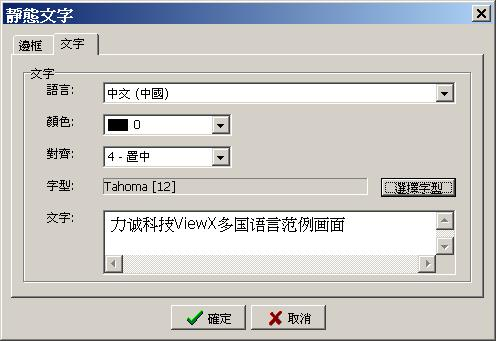 靜態文字
邊框 文字
文字
語言: 中文 (中國)
顏色: 0
對齊: 4 - 置中
字型: Tahoma [12] 選擇字型
文字: 力诚科技ViewX多国语言范例画面
確定 取消